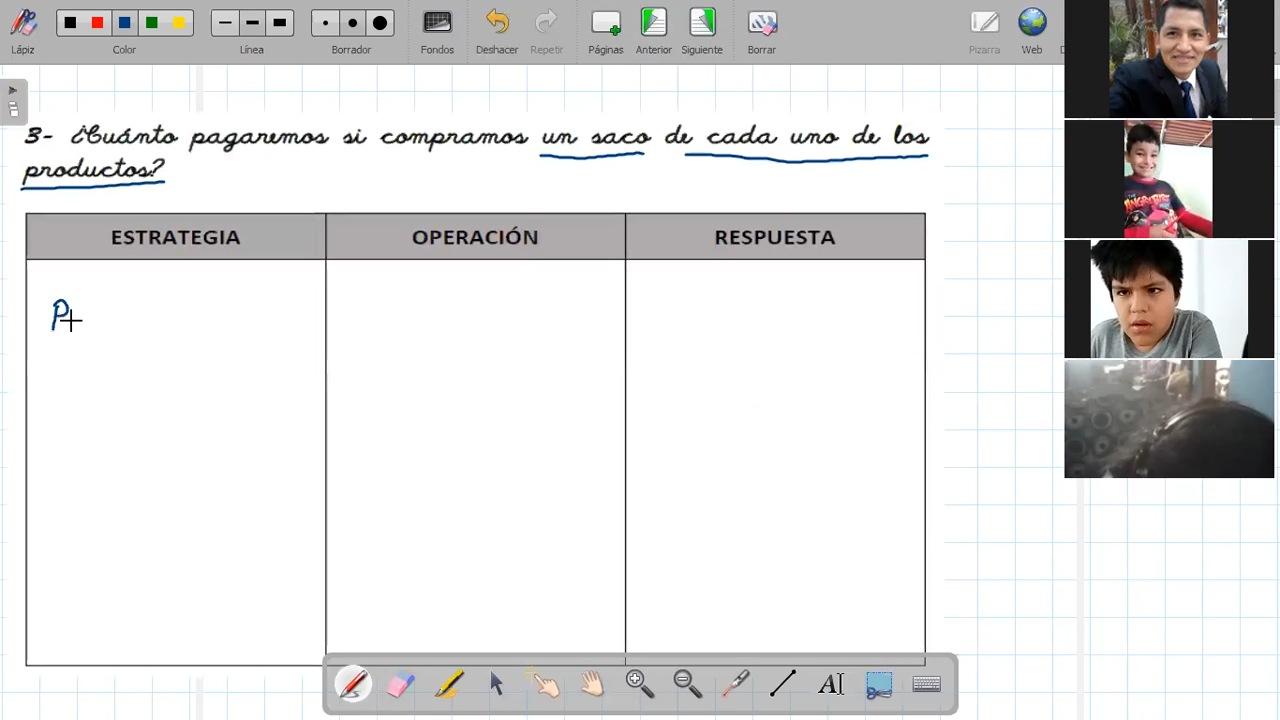 Lápiz
Color
Línea
Borrador
Fondos
Deshacer
Repetir
Páginas
Anterior
Siguiente
Borrar
Pizarra
Web
3- ¿Cuánto pagaremos si compramos un saco de cada uno de los
productos?
ESTRATEGIA OPERACIÓN RESPUESTA
P
AI